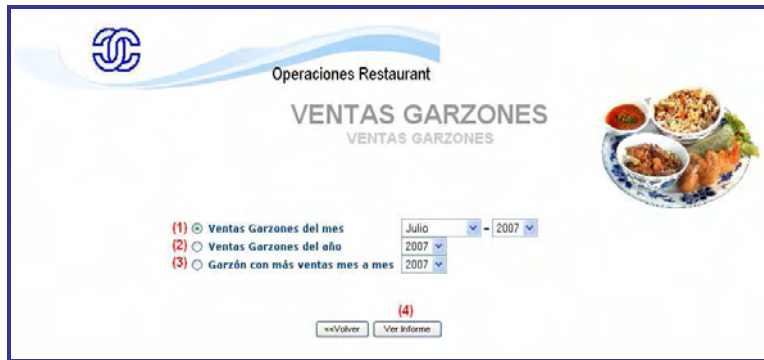 Operaciones Restaurant
VENTAS GARZONES
VENTAS GARZONES
(1) Ventas Garzones del mes Julio - 2007
(2) Ventas Garzones del año 2007
(3) Garzón con más ventas mes a mes 2007
(4)
<<Volver Ver Informe